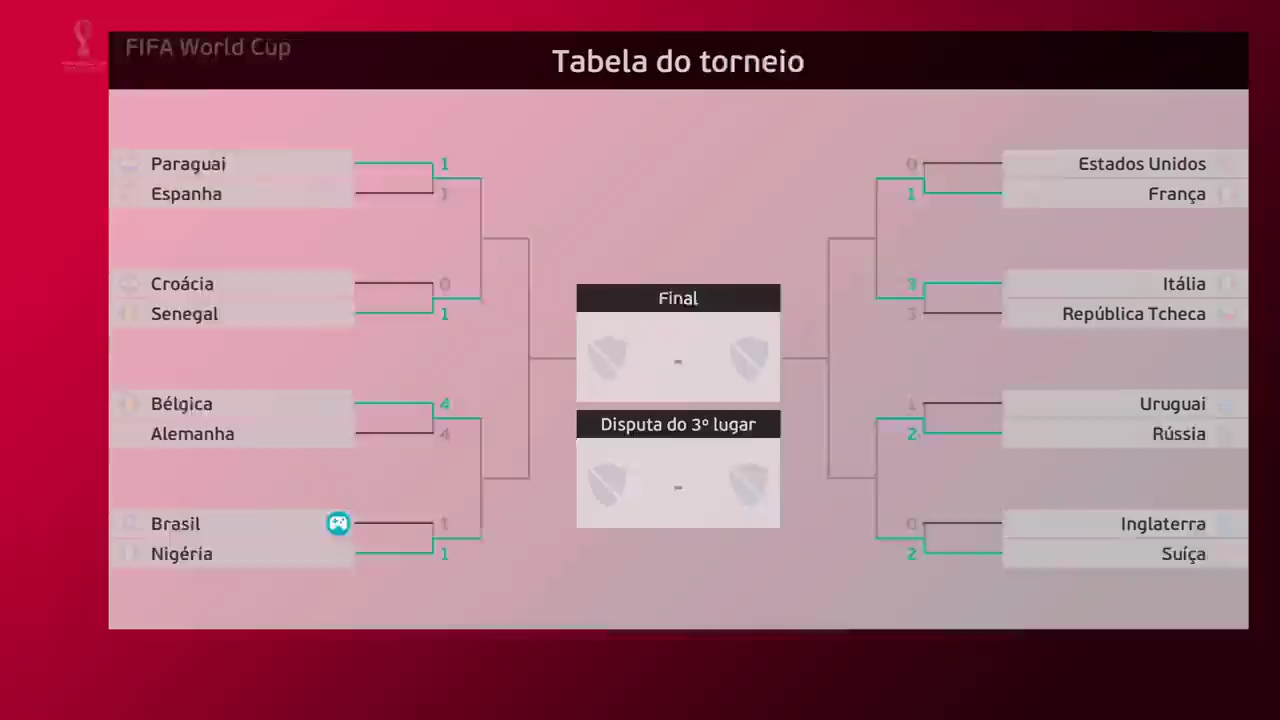 FIFA World Cup
Tabela do torneio
Paraguai 1
Espanha 1
Croácia 0
Senegal 1
Bélgica 4
Alemanha 4
Brasil 1
Nigéria 1
Final
-
Disputa do 3º lugar
-
0 Estados Unidos
1 França
3 Itália
3 República Tcheca
1 Uruguai
2 Rússia
0 Inglaterra
2 Suíça